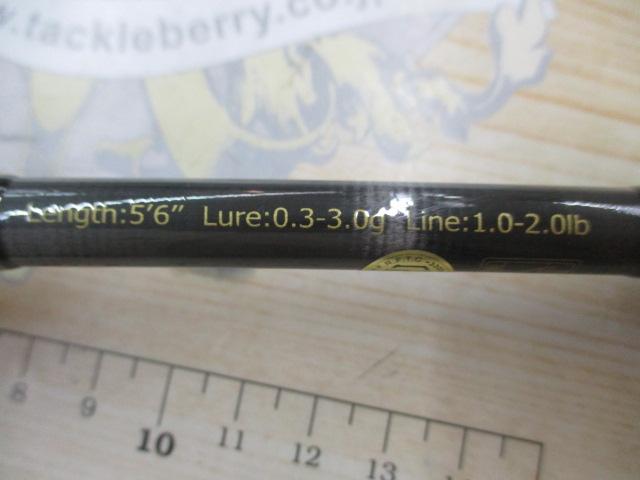 www.tackleberry.co.j
Length:5'6" Lure:0.3-3.0g Line:1.0-2.0lb
8 9 10 11 12 13